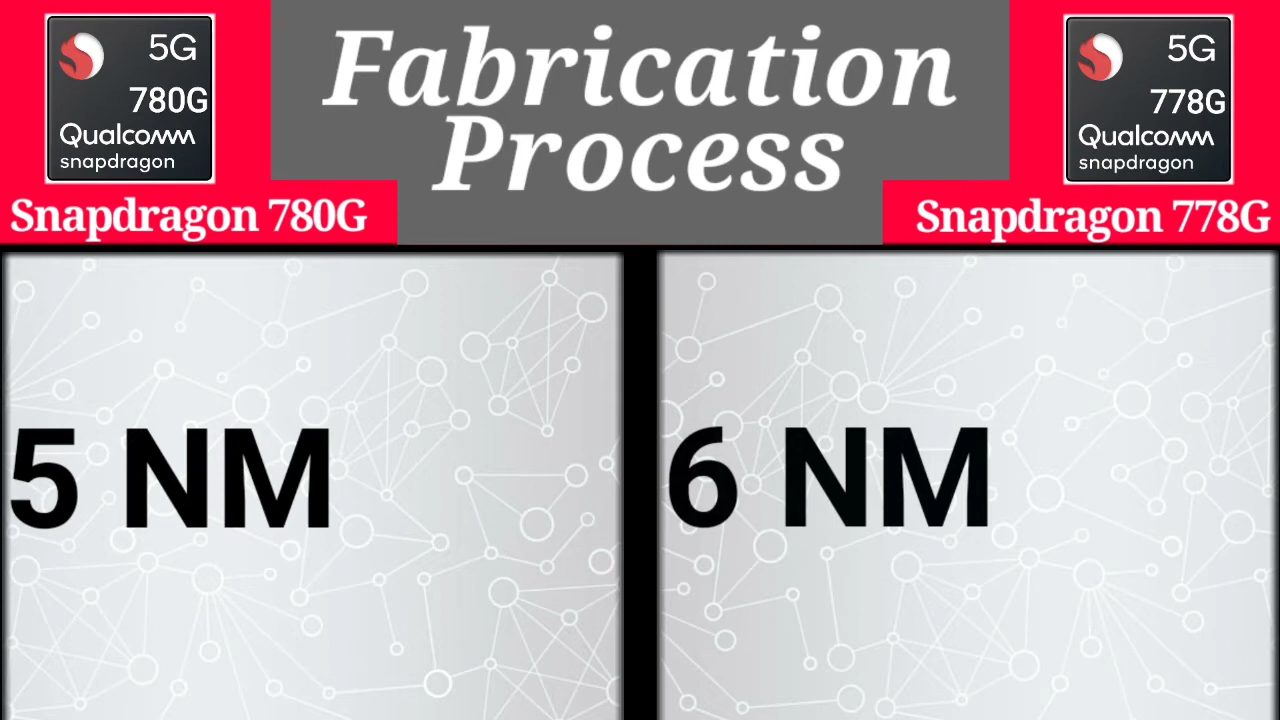 5G
780G
Qualcomm
snapdragon
Snapdragon 780G
Fabrication
Process
5G
778G
Qualcomm
snapdragon
Snapdragon 778G
5 NM
6 NM